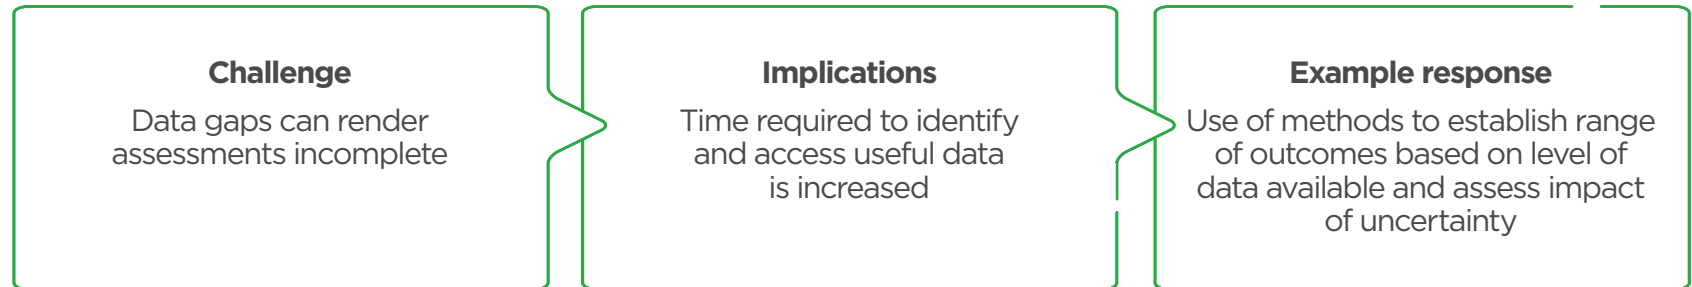 Challenge
Data gaps can render
assessments incomplete
Implications
Time required to identify
and access useful data
is increased
Example response
Use of methods to establish range
of outcomes based on level of
data available and assess impact
of uncertainty